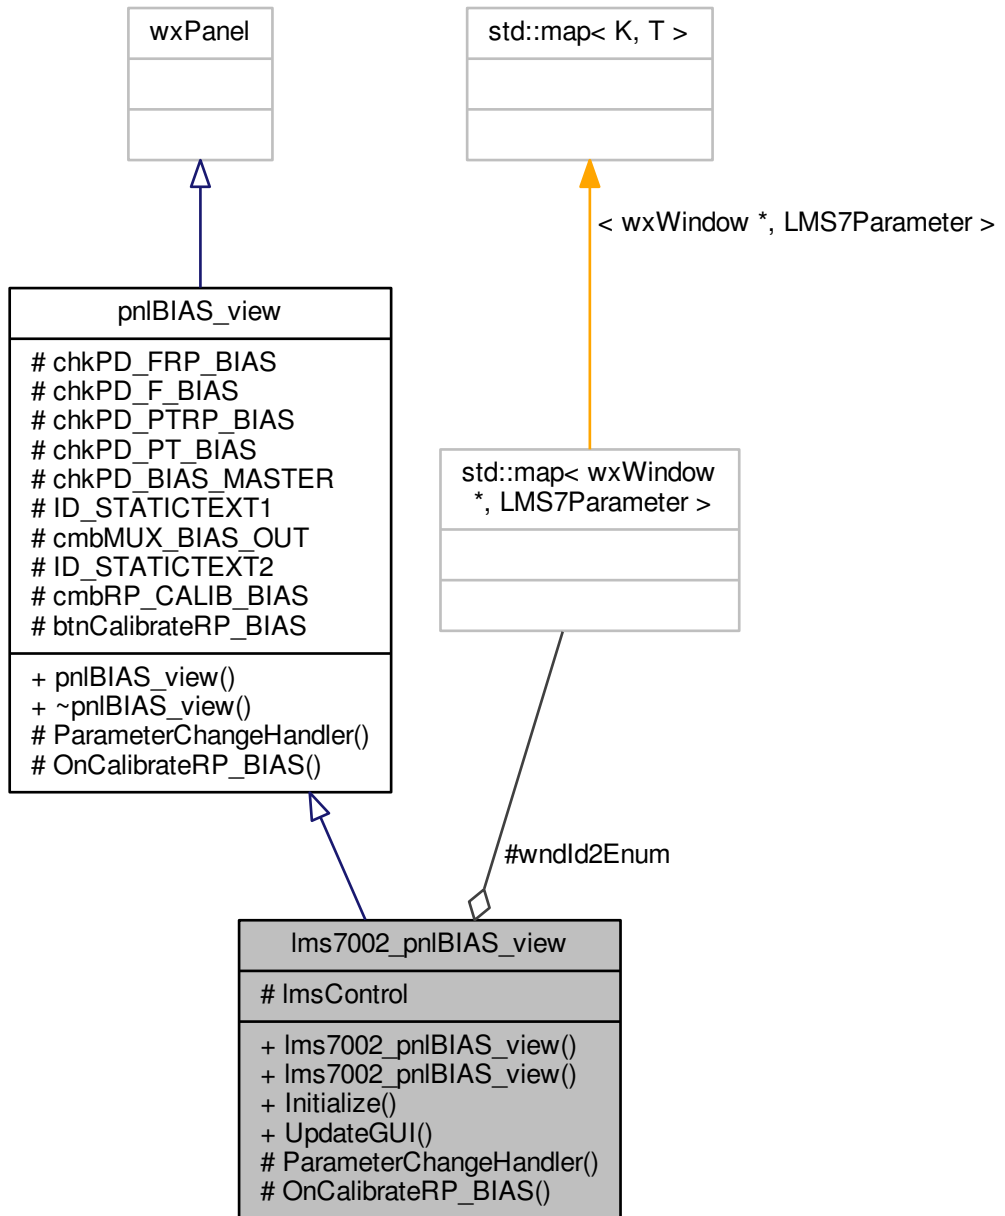 wxPanel
std::map< K, T >
< wxWindow *, LMS7Parameter >
pnlBIAS_view
# chkPD_FRP_BIAS
# chkPD_F_BIAS
# chkPD_PTRP_BIAS
# chkPD_PT_BIAS
# chkPD_BIAS_MASTER
# ID_STATICTEXT1
# cmbMUX_BIAS_OUT
# ID_STATICTEXT2
# cmbRP_CALIB_BIAS
# btnCalibrateRP_BIAS
+ pnlBIAS_view()
+ ~pnlBIAS_view()
# ParameterChangeHandler()
# OnCalibrateRP_BIAS()
std::map< wxWindow
*, LMS7Parameter >
#wndId2Enum
lms7002_pnlBIAS_view
# lmsControl
+ lms7002_pnlBIAS_view()
+ lms7002_pnlBIAS_view()
+ Initialize()
+ UpdateGUI()
# ParameterChangeHandler()
# OnCalibrateRP_BIAS()